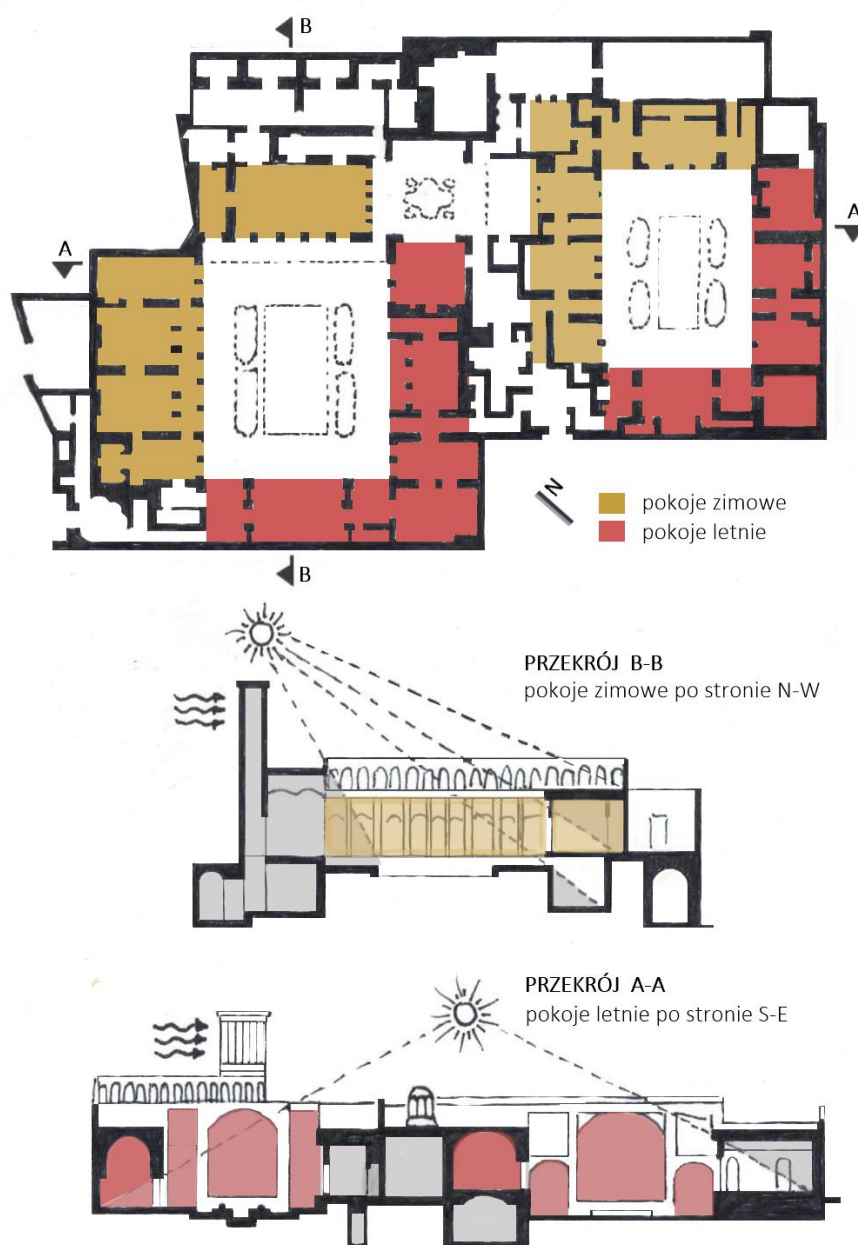 B
A
A
N
pokoje zimowe
pokoje letnie
B
PRZEKRÓJ B-B
pokoje zimowe po stronie N-W
PRZEKRÓJ A-A
pokoje letnie po stronie S-E